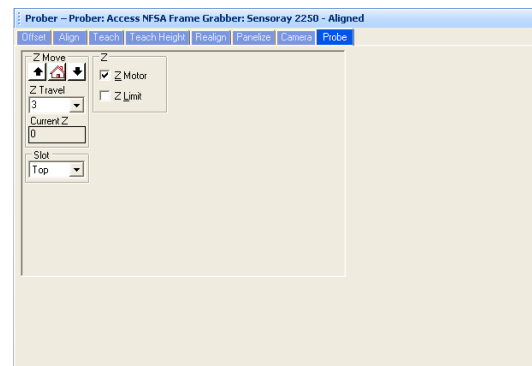 Prober – Prober: Access NFSA Frame Grabber: Sensoray 2250 - Aligned
Offset Align Teach Teach Height Realign Panelize Camera Probe
Z Move
Z
Z Motor
Z Travel
3
Z Limit
Current Z
0
Slot
Top